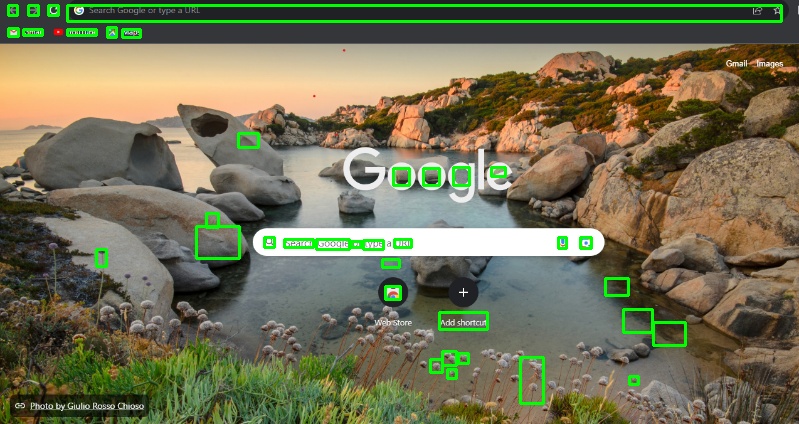 Search Google or type a URL
Gmail YouTube Maps
Gmail Images
Google
Search Google or type a URL
Web Store Add shortcut
Photo by Giulio Rosso Chioso